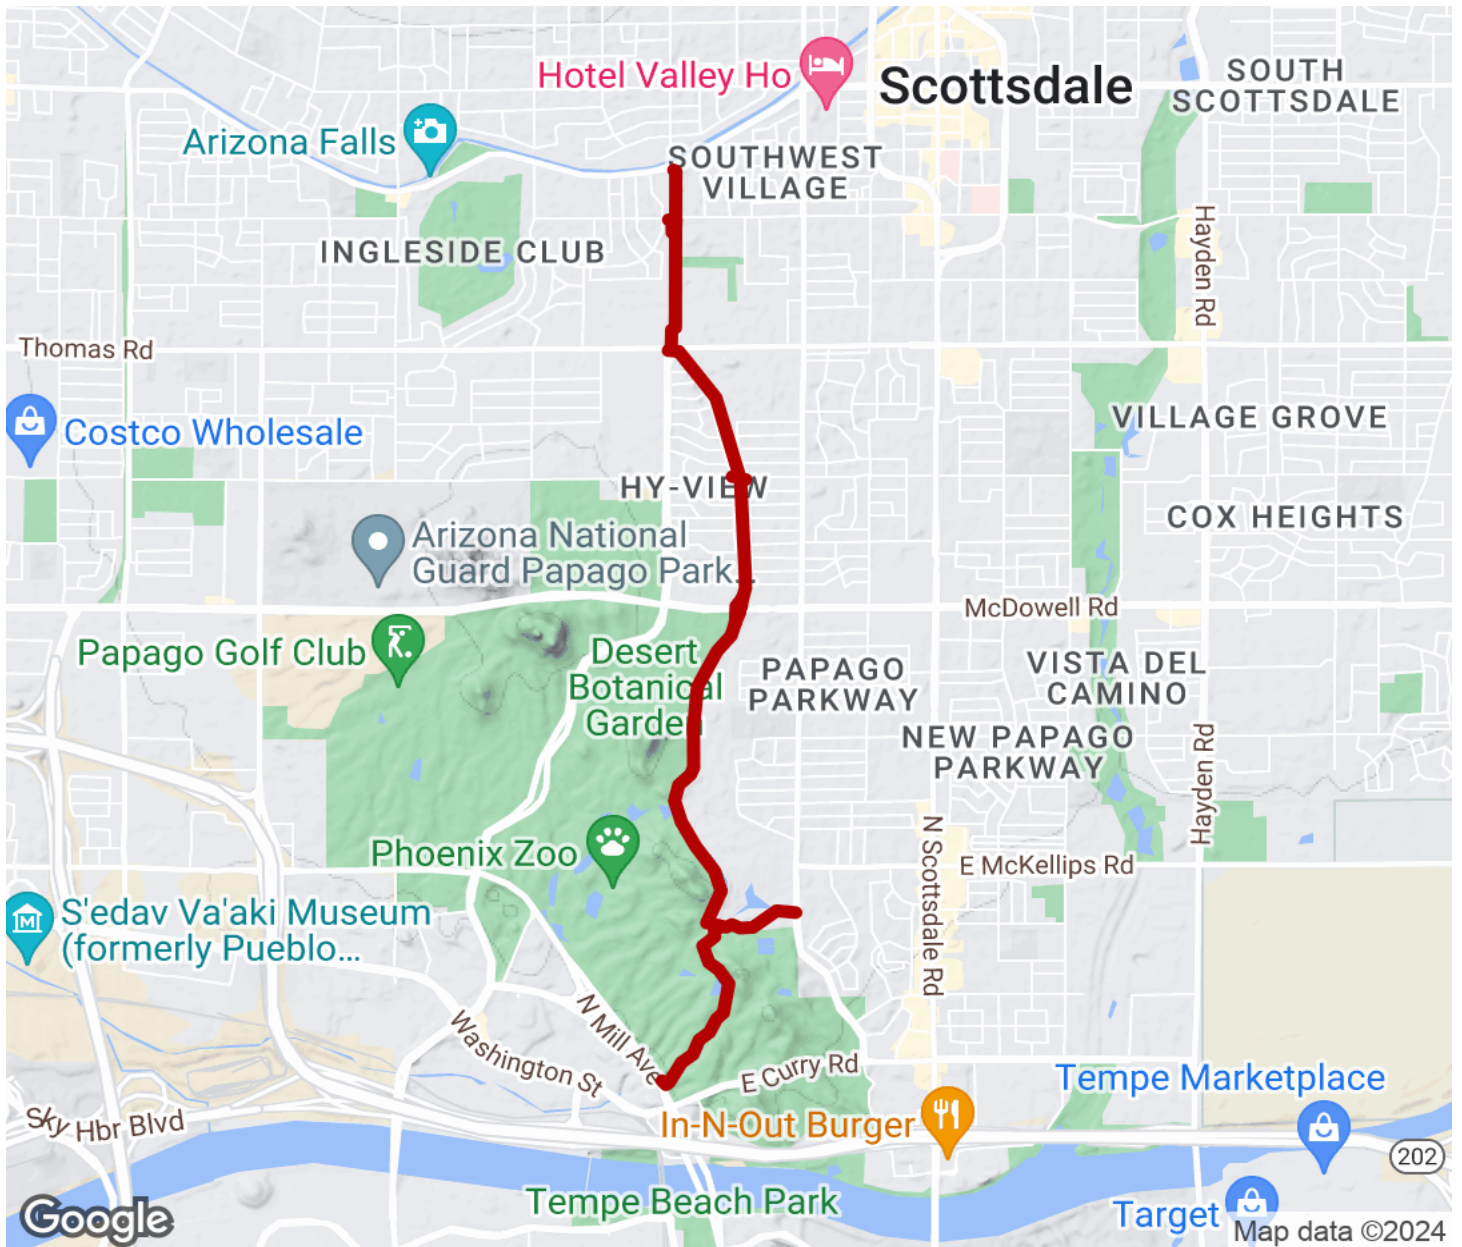 Hotel Valley Ho
Scottsdale
SOUTH
SCOTTSDALE
Arizona Falls
SOUTHWEST
VILLAGE
INGLESIDE CLUB
Hayden Rd
Thomas Rd
Costco Wholesale
VILLAGE GROVE
HY-VIEW
COX HEIGHTS
Arizona National
Guard Papago Park...
McDowell Rd
Papago Golf Club
Desert
Botanical
Garden
PAPAGO
PARKWAY
VISTA DEL
CAMINO
NEW PAPAGO
PARKWAY
Hayden Rd
Phoenix Zoo
N Scottsdale Rd
E McKellips Rd
S'edav Va'aki Museum
(formerly Pueblo...
N Mill Ave
Washington St
E Curry Rd
Tempe Marketplace
Sky Hbr Blvd
In-N-Out Burger
202
Tempe Beach Park
Target
Google
Map data ©2024